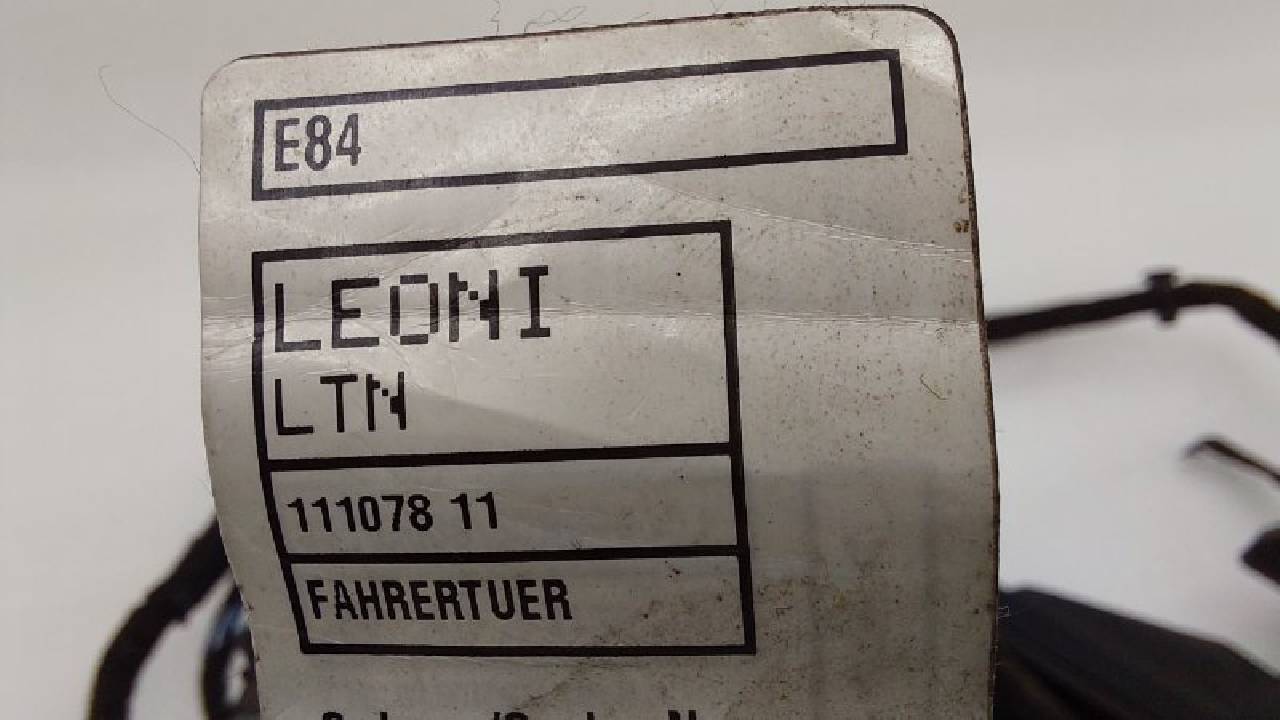 E84
LEONI
LTN
111078 11
FAHRERTUER